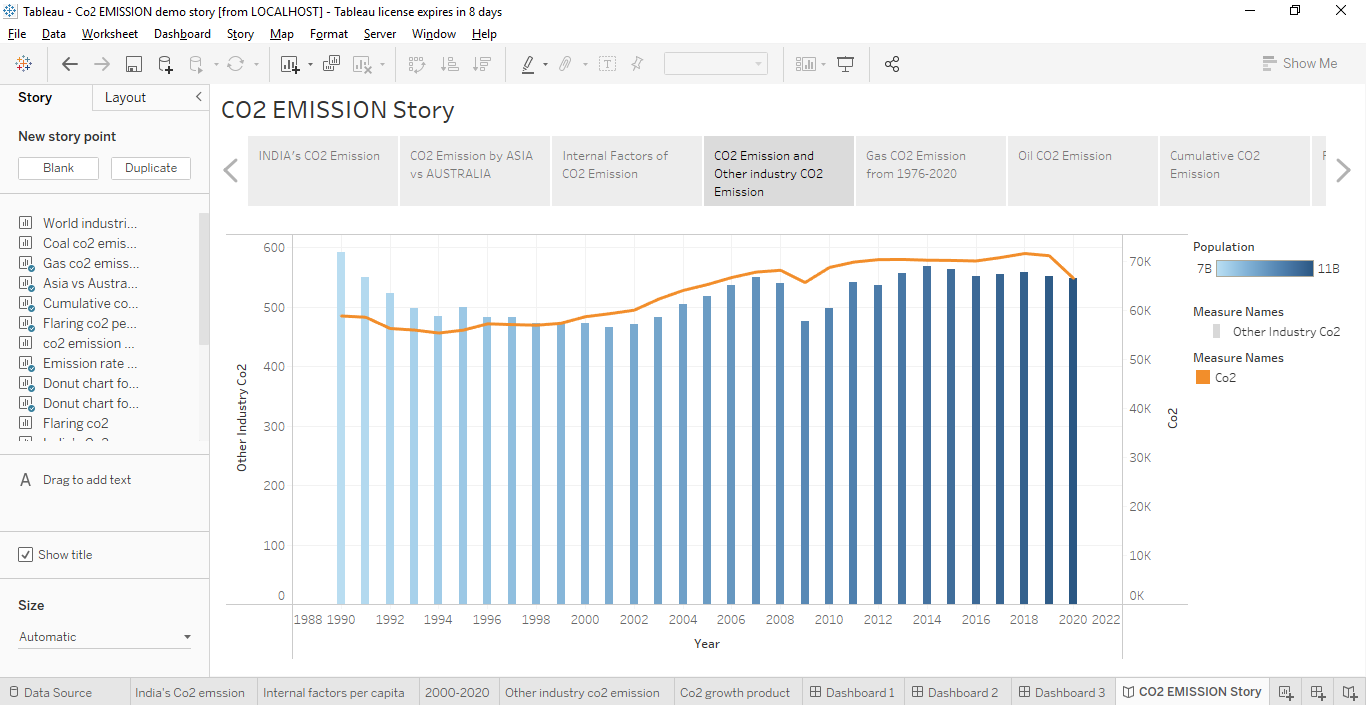 Tableau - Co2 EMISSION demo story [from LOCALHOST] - Tableau license expires in 8 days
File Data Worksheet Dashboard Story Map Format Server Window Help
Show Me
Story Layout
New story point
Blank Duplicate
World industri...
Coal co2 emis...
Gas co2 emiss...
Asia vs Austra...
Cumulative co...
Flaring co2 pe...
co2 emission ...
Emission rate ...
Donut chart fo...
Donut chart fo...
Flaring co2
A Drag to add text
Show title
Size
Automatic
CO2 EMISSION Story
INDIA's CO2 Emission
CO2 Emission by ASIA
vs AUSTRALIA
Internal Factors of
CO2 Emission
CO2 Emission and
Other industry CO2
Emission
Gas CO2 Emission
from 1976-2020
Oil CO2 Emission
Cumulative CO2
Emission
600
500
400
300
200
100
0
Other Industry Co2
70K
60K
50K
40K
30K
20K
10K
0K
Co2
1988 1990 1992 1994 1996 1998 2000 2002 2004 2006 2008 2010 2012 2014 2016 2018 2020 2022
Year
Population
7B 11B
Measure Names
Other Industry Co2
Measure Names
Co2
Data Source India's Co2 emssion Internal factors per capita 2000-2020 Other industry co2 emission Co2 growth product Dashboard 1 Dashboard 2 Dashboard 3 CO2 EMISSION Story